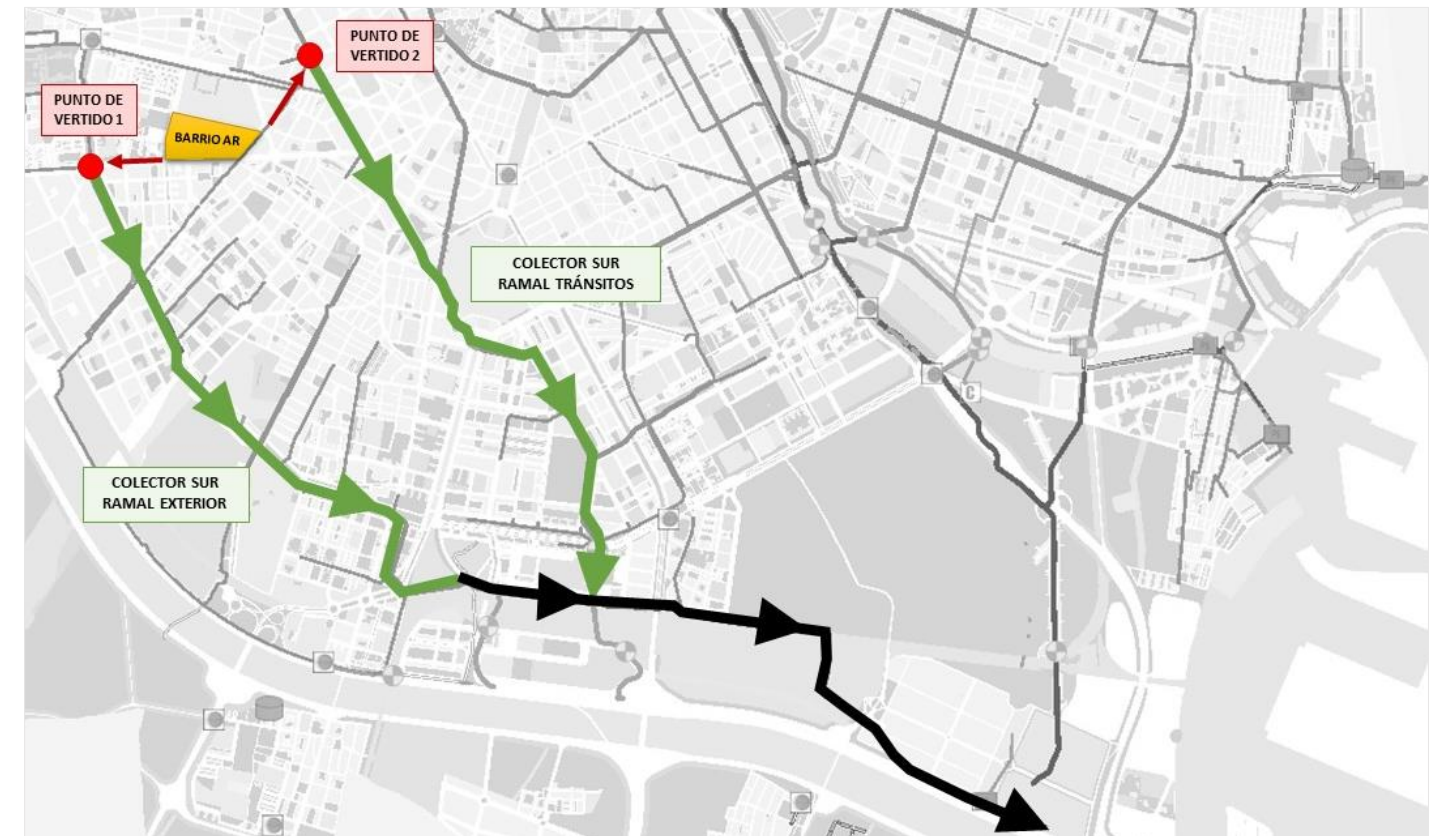 PUNTO DE
VERTIDO 2
PUNTO DE
VERTIDO 1
BARRIO AR
COLECTOR SUR
RAMAL TRÁNSITOS
C
COLECTOR SUR
RAMAL EXTERIOR